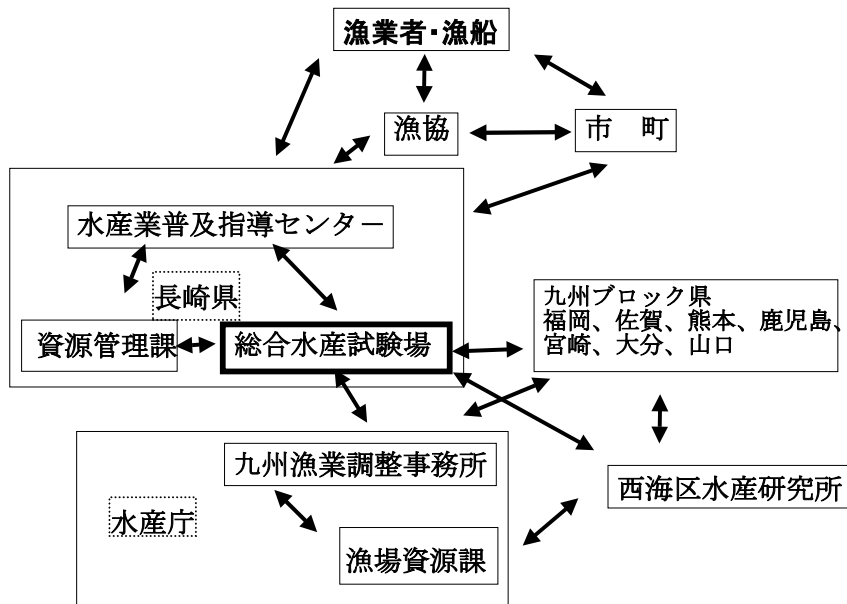 漁業者・漁船
漁協
市　町
水産業普及指導センター
長崎県
資源管理課
総合水産試験場
九州ブロック県
福岡、佐賀、熊本、鹿児島、
宮崎、大分、山口
九州漁業調整事務所
西海区水産研究所
水産庁
漁場資源課